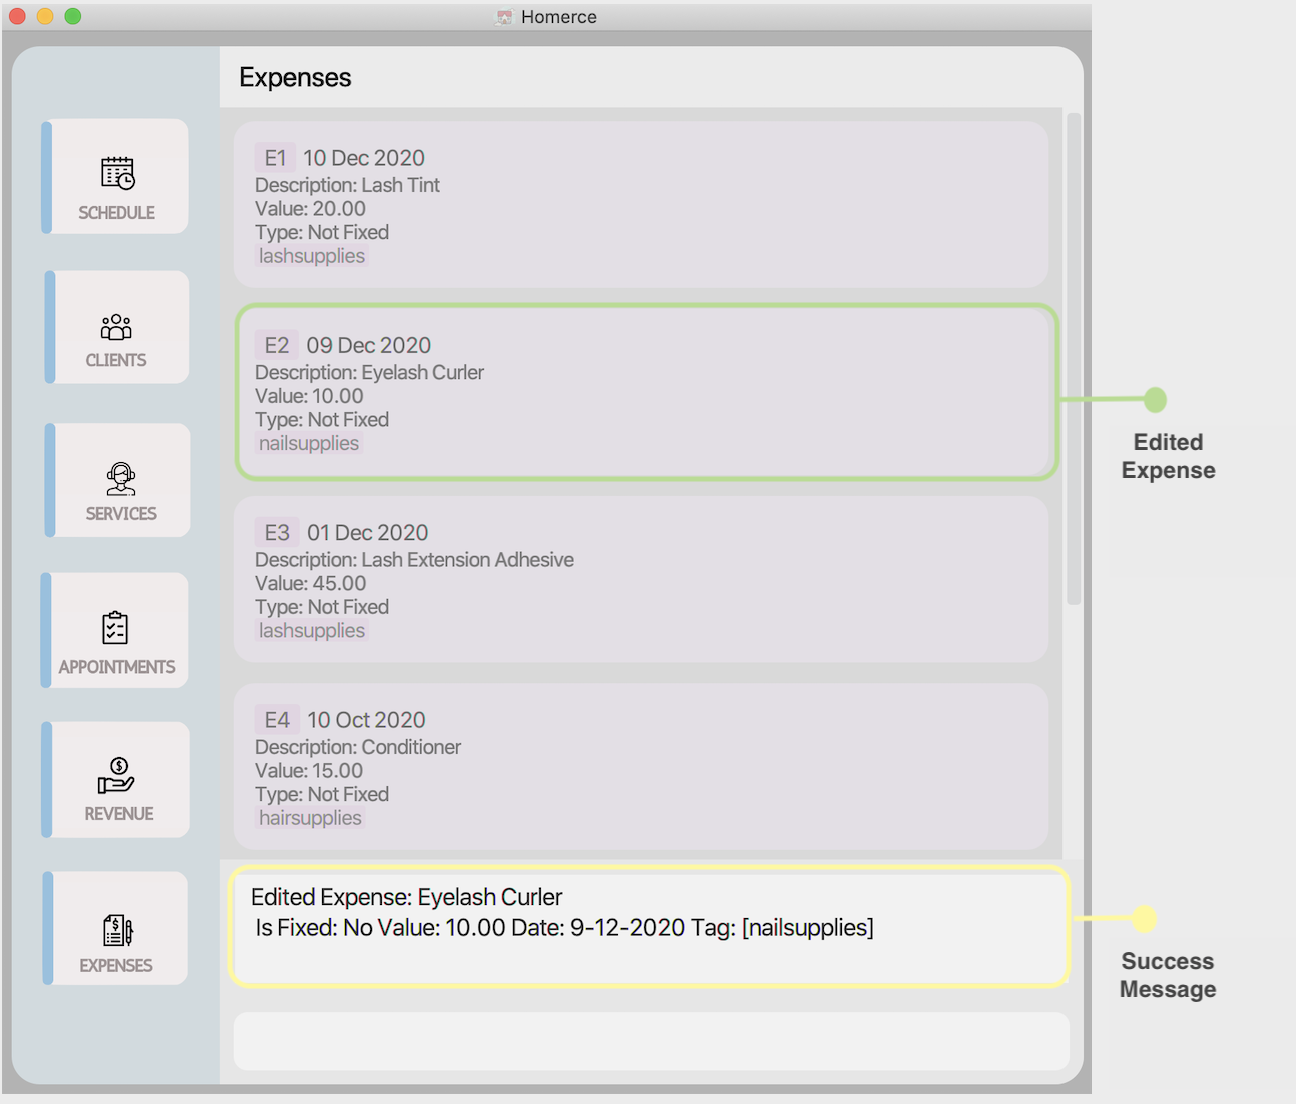 Homerce
Expenses
SCHEDULE
CLIENTS
SERVICES
APPOINTMENTS
REVENUE
EXPENSES
E1 10 Dec 2020
Description: Lash Tint
Value: 20.00
Type: Not Fixed
lashsupplies
E2 09 Dec 2020
Description: Eyelash Curler
Value: 10.00
Type: Not Fixed
nailsupplies
E3 01 Dec 2020
Description: Lash Extension Adhesive
Value: 45.00
Type: Not Fixed
lashsupplies
E4 10 Oct 2020
Description: Conditioner
Value: 15.00
Type: Not Fixed
hairsupplies
Edited Expense: Eyelash Curler
Is Fixed: No Value: 10.00 Date: 9-12-2020 Tag: [nailsupplies]
Edited
Expense
Success
Message